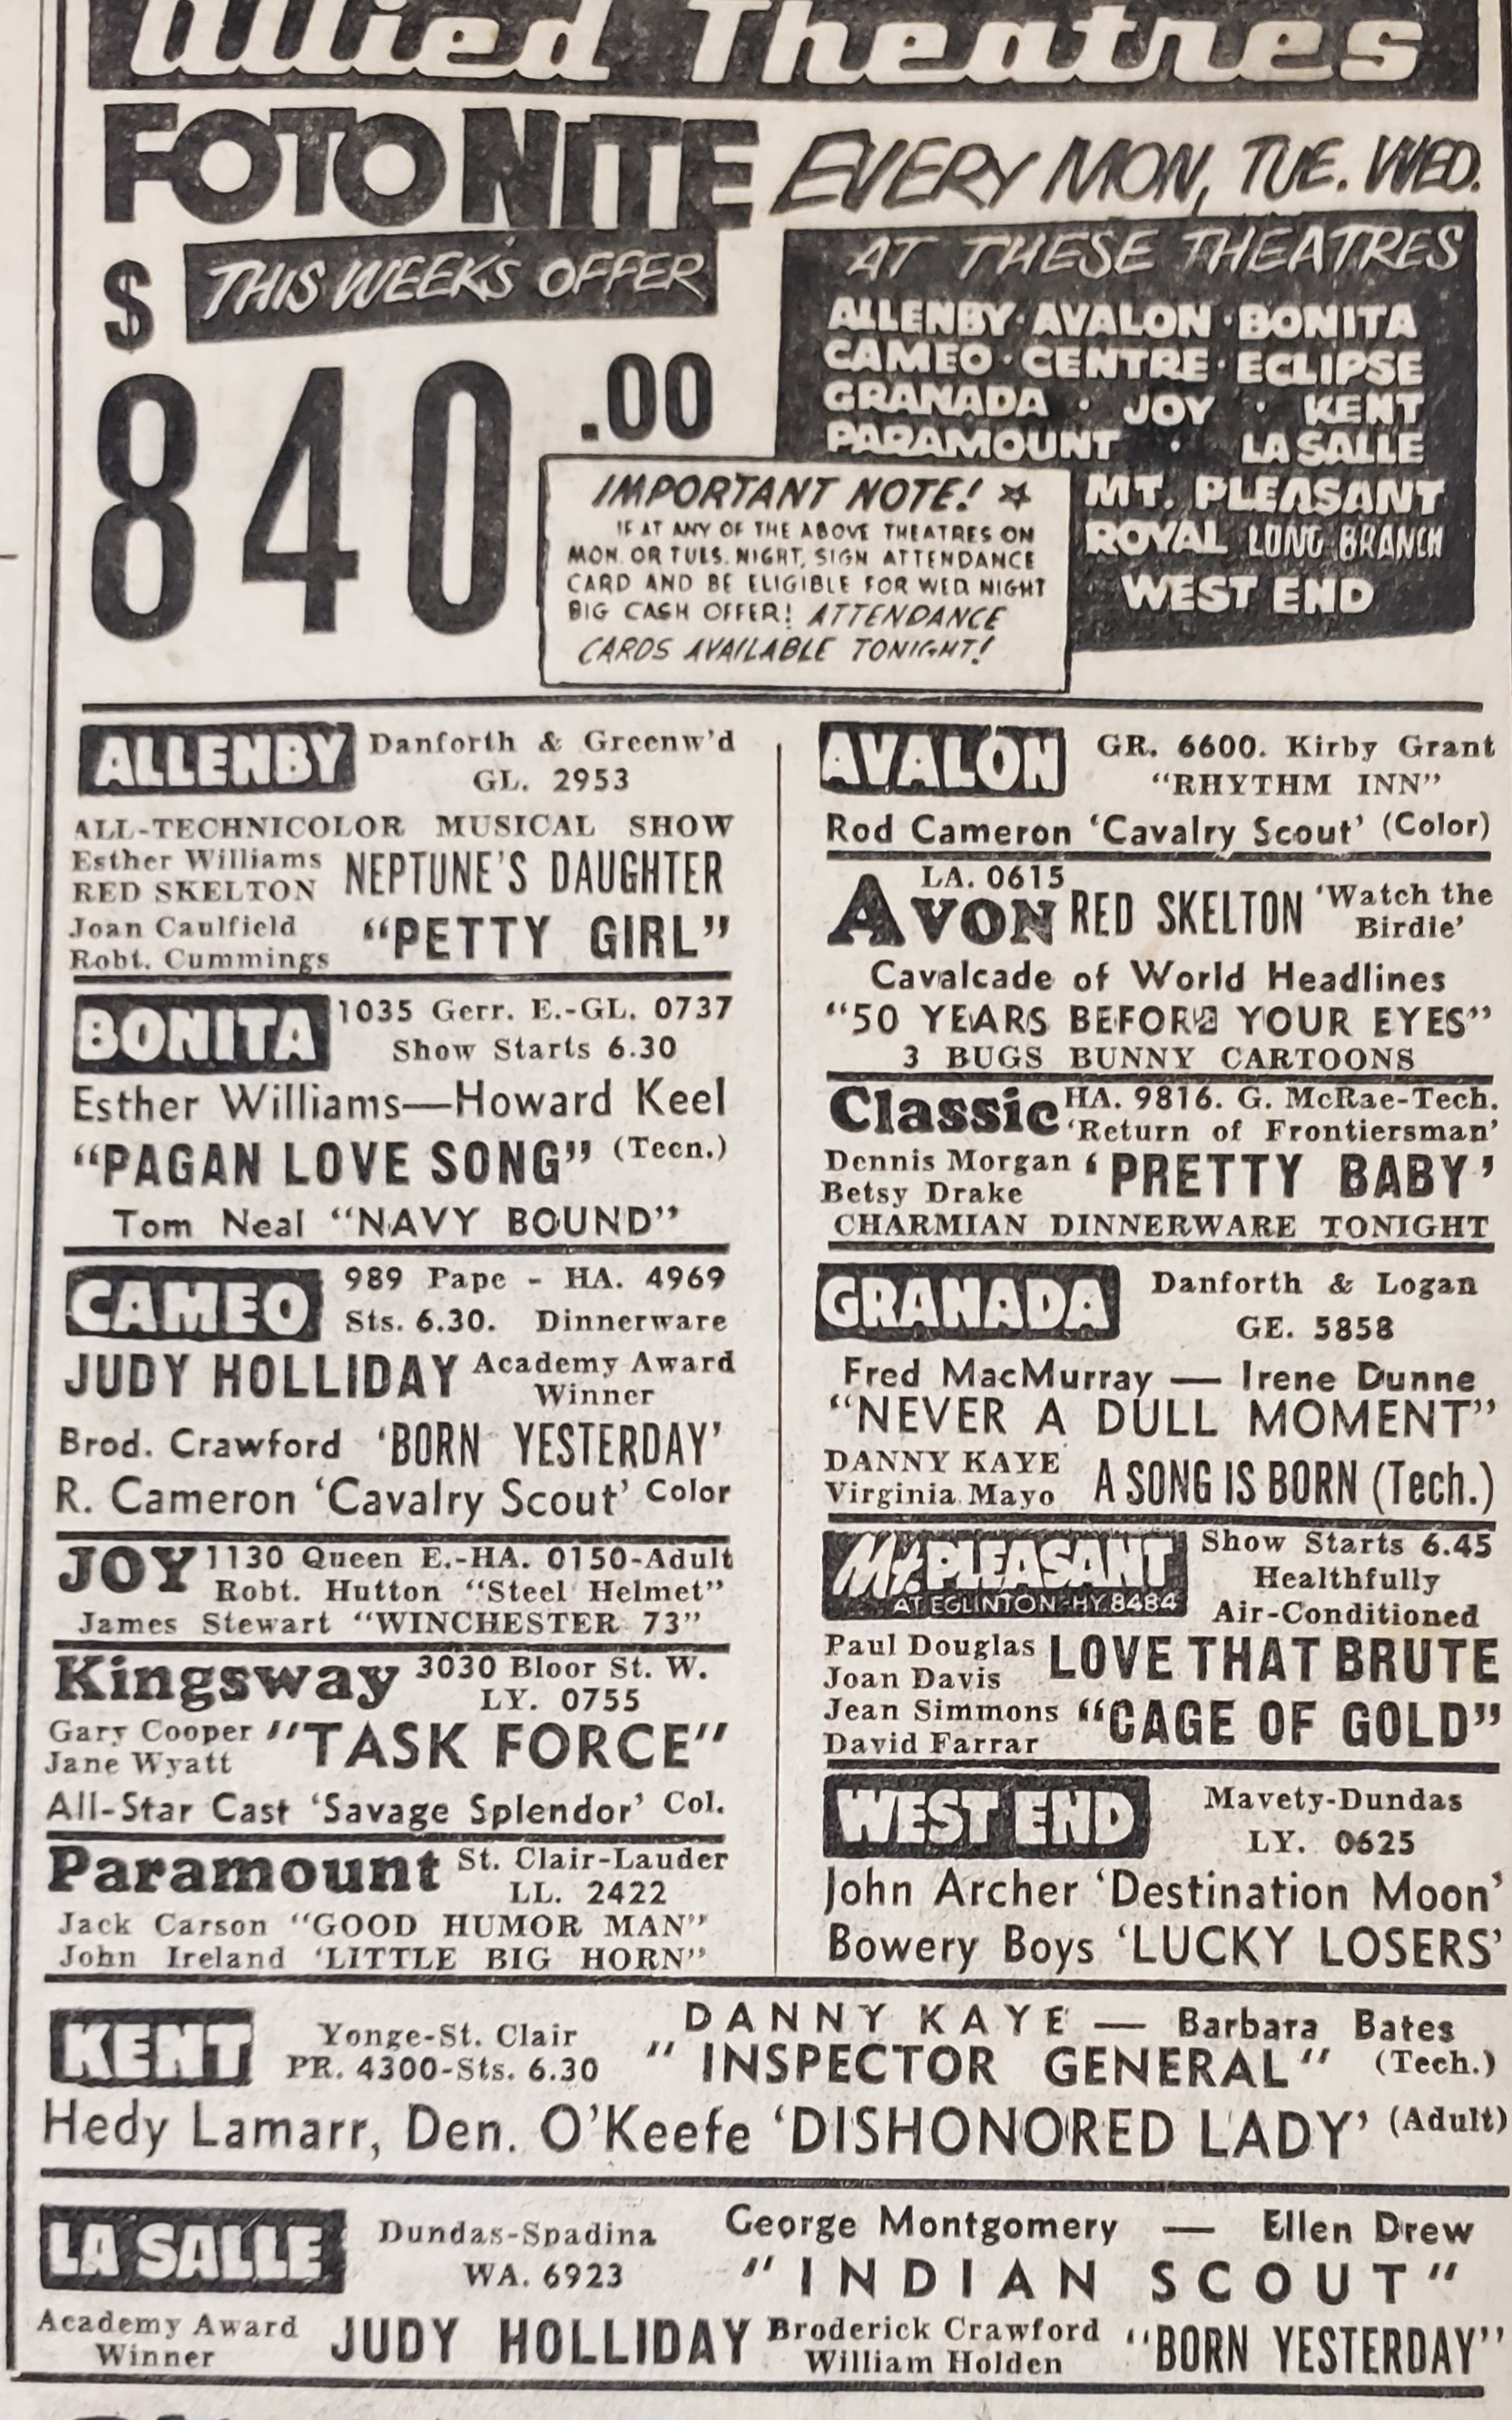 Allied Theatres
FOTO NITE EVERY MON, TUE. WED.
$ THIS WEEKS OFFER
840.00
AT THESE THEATRES
ALLENBY · AVALON · BONITA
CAMEO · CENTRE · ECLIPSE
GRANADA · JOY · KENT
PARAMOUNT · LA SALLE
MT. PLEASANT
ROYAL LONG BRANCH
WEST END
IMPORTANT NOTE! ☆
IF AT ANY OF THE ABOVE THEATRES ON
MON. OR TUES. NIGHT, SIGN ATTENDANCE
CARD AND BE ELIGIBLE FOR WED. NIGHT
BIG CASH OFFER! ATTENDANCE
CARDS AVAILABLE TONIGHT!
ALLENBY Danforth & Greenw'd
GL. 2953
ALL-TECHNICOLOR MUSICAL SHOW
Esther Williams
RED SKELTON NEPTUNE'S DAUGHTER
Joan Caulfield
Robt. Cummings "PETTY GIRL"
BONITA 1035 Gerr. E.-GL. 0737
Show Starts 6.30
Esther Williams—Howard Keel
"PAGAN LOVE SONG" (Tecn.)
Tom Neal "NAVY BOUND"
CAMEO 989 Pape - HA. 4969
Sts. 6.30. Dinnerware
JUDY HOLLIDAY Academy Award
Winner
Brod. Crawford 'BORN YESTERDAY'
R. Cameron 'Cavalry Scout' Color
JOY 1130 Queen E.-HA. 0150-Adult
Robt. Hutton "Steel Helmet"
James Stewart "WINCHESTER 73"
Kingsway 3030 Bloor St. W.
LY. 0755
Gary Cooper
Jane Wyatt "TASK FORCE"
All-Star Cast 'Savage Splendor' Col.
Paramount St. Clair-Lauder
LL. 2422
Jack Carson "GOOD HUMOR MAN"
John Ireland 'LITTLE BIG HORN"
AVALON GR. 6600. Kirby Grant
"RHYTHM INN"
Rod Cameron 'Cavalry Scout' (Color)
AVON LA. 0615
RED SKELTON 'Watch the
Birdie'
Cavalcade of World Headlines
"50 YEARS BEFORE YOUR EYES"
3 BUGS BUNNY CARTOONS
Classic HA. 9816. G. McRae-Tech.
'Return of Frontiersman'
Dennis Morgan
Betsy Drake 'PRETTY BABY'
CHARMIAN DINNERWARE TONIGHT
GRANADA Danforth & Logan
GE. 5858
Fred MacMurray — Irene Dunne
"NEVER A DULL MOMENT"
DANNY KAYE
Virginia Mayo A SONG IS BORN (Tech.)
MT. PLEASANT
AT EGLINTON-HY. 8484
Show Starts 6.45
Healthfully
Air-Conditioned
Paul Douglas
Joan Davis LOVE THAT BRUTE
Jean Simmons
David Farrar "CAGE OF GOLD"
WEST END Mavety-Dundas
LY. 0625
John Archer 'Destination Moon'
Bowery Boys 'LUCKY LOSERS'
KENT Yonge-St. Clair
PR. 4300-Sts. 6.30
DANNY KAYE — Barbara Bates
"INSPECTOR GENERAL" (Tech.)
Hedy Lamarr, Den. O'Keefe 'DISHONORED LADY' (Adult)
LA SALLE Dundas-Spadina
WA. 6923
George Montgomery — Ellen Drew
"INDIAN SCOUT"
Academy Award
Winner JUDY HOLLIDAY Broderick Crawford
William Holden "BORN YESTERDAY"